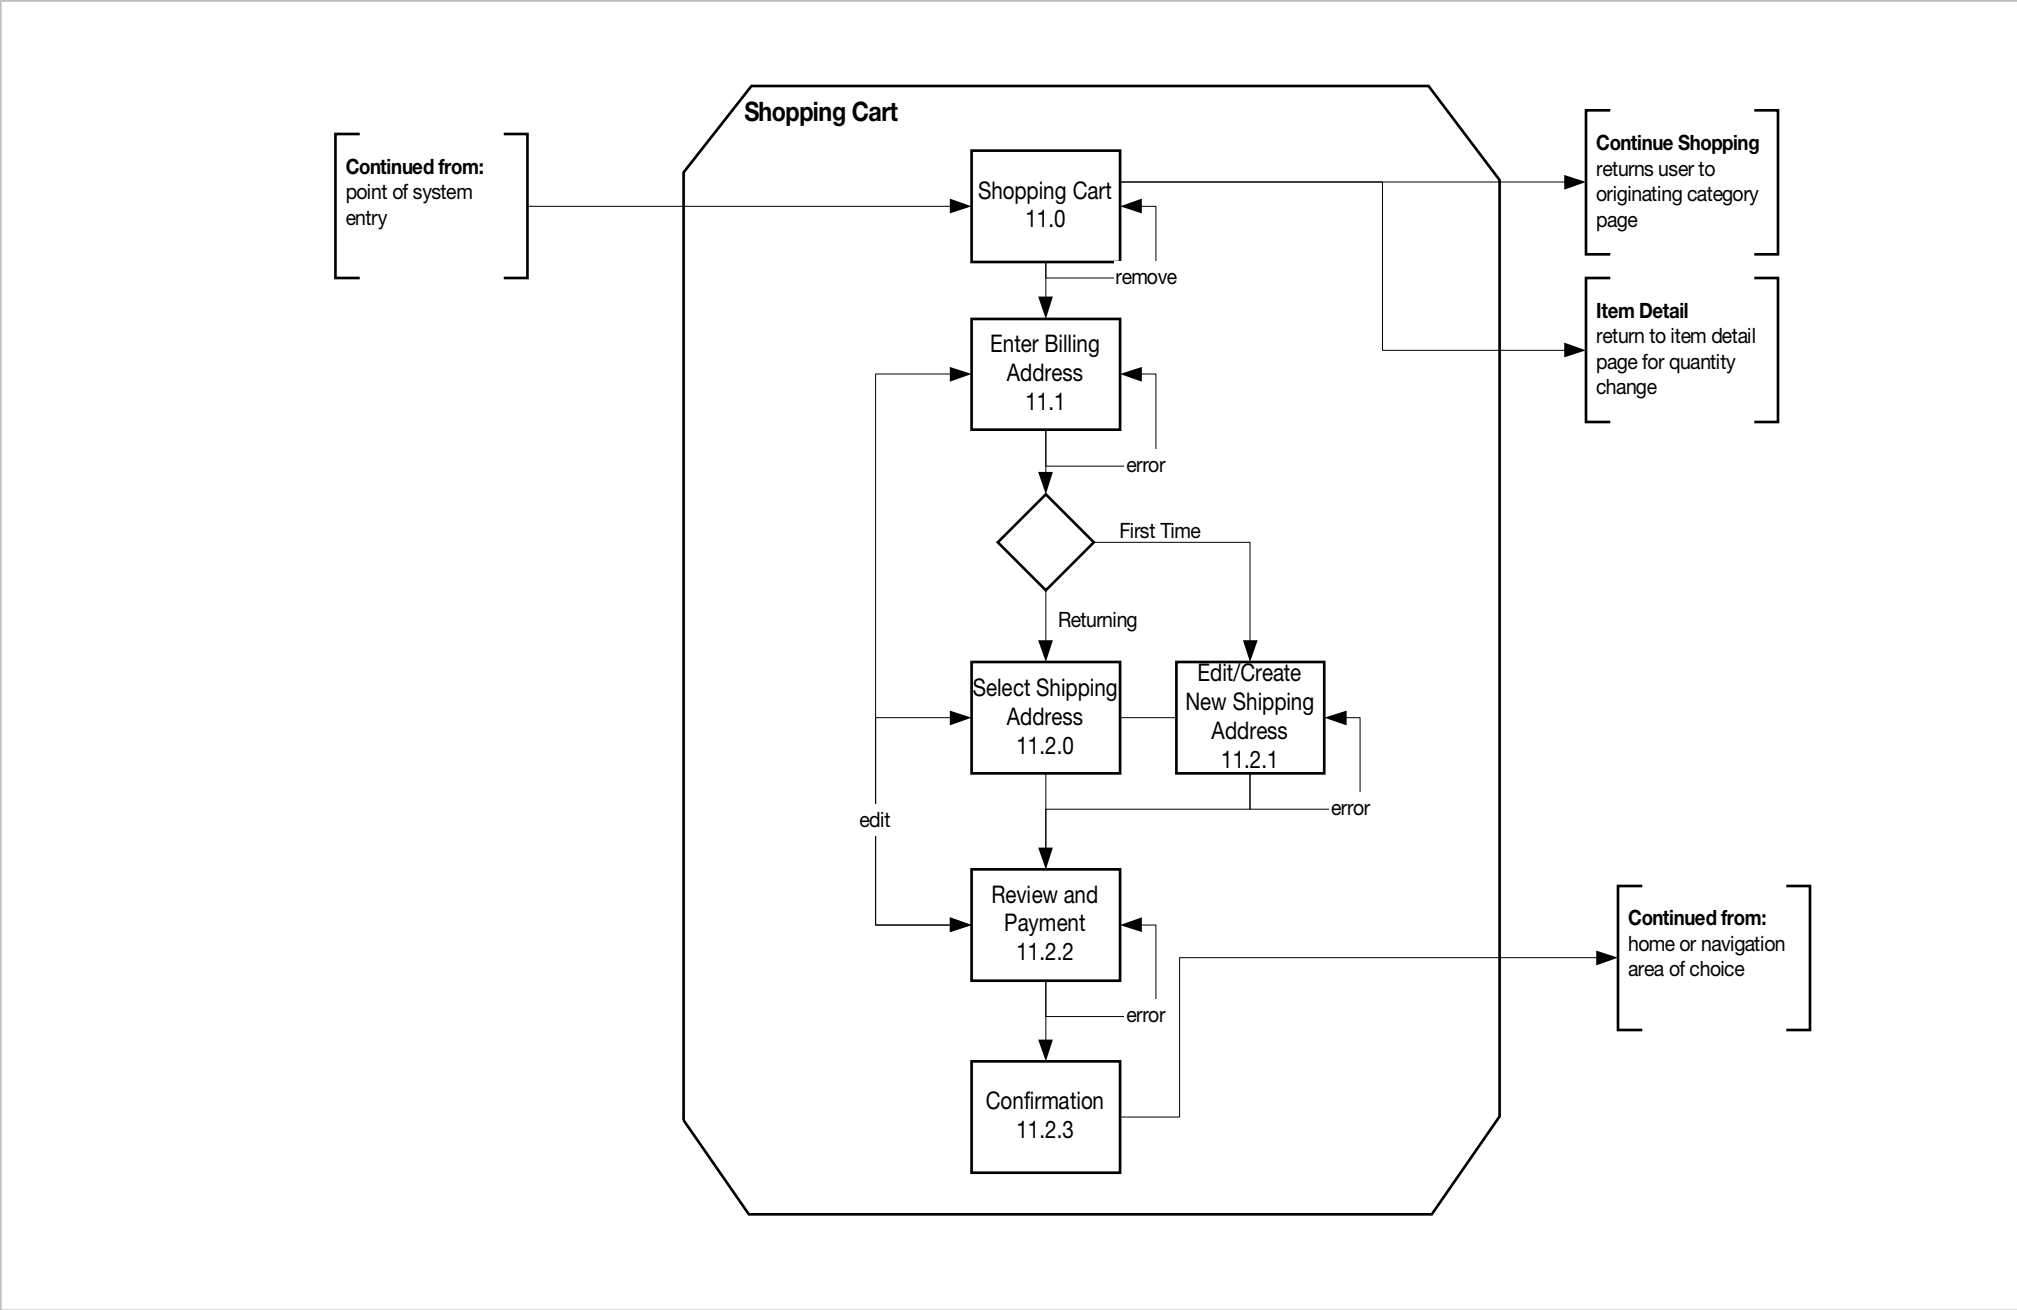 Shopping Cart
Continued from:
point of system
entry
Shopping Cart
11.0
remove
Continue Shopping
returns user to
originating category
page
Item Detail
return to item detail
page for quantity
change
Enter Billing
Address
11.1
error
First Time
Returning
Select Shipping
Address
11.2.0
Edit/Create
New Shipping
Address
11.2.1
error
edit
Review and
Payment
11.2.2
error
Continued from:
home or navigation
area of choice
Confirmation
11.2.3